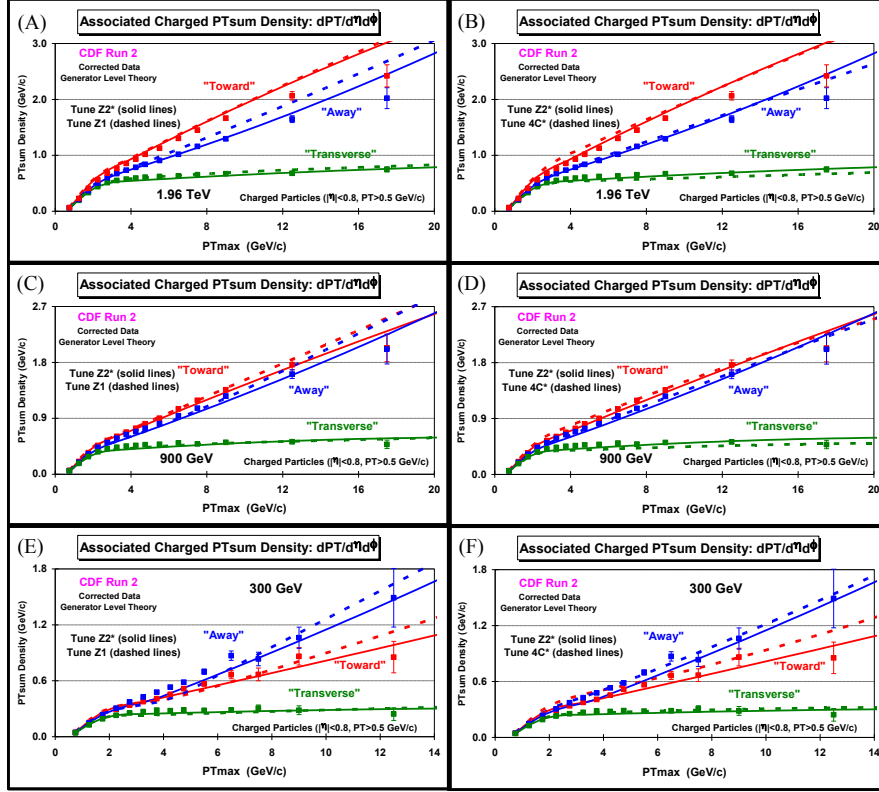 (A)
Associated Charged PTsum Density: dPT/dηdϕ
3.0
2.0
1.0
0.0
PTsum Density (GeV/c)
CDF Run 2
Corrected Data
Generator Level Theory
Tune Z2* (solid lines)
Tune Z1 (dashed lines)
"Toward"
"Away"
"Transverse"
1.96 TeV
Charged Particles (|η|<0.8, PT>0.5 GeV/c)
0 4 8 12 16 20
PTmax (GeV/c)
(B)
Associated Charged PTsum Density: dPT/dηdϕ
3.0
2.0
1.0
0.0
PTsum Density (GeV/c)
CDF Run 2
Corrected Data
Generator Level Theory
Tune Z2* (solid lines)
Tune 4C* (dashed lines)
"Toward"
"Away"
"Transverse"
1.96 TeV
Charged Particles (|η|<0.8, PT>0.5 GeV/c)
0 4 8 12 16 20
PTmax (GeV/c)
(C)
Associated Charged PTsum Density: dPT/dηdϕ
2.7
1.8
0.9
0.0
PTsum Density (GeV/c)
CDF Run 2
Corrected Data
Generator Level Theory
Tune Z2* (solid lines)
Tune Z1 (dashed lines)
"Toward"
"Away"
"Transverse"
900 GeV
Charged Particles (|η|<0.8, PT>0.5 GeV/c)
0 4 8 12 16 20
PTmax (GeV/c)
(D)
Associated Charged PTsum Density: dPT/dηdϕ
2.7
1.8
0.9
0.0
PTsum Density (GeV/c)
CDF Run 2
Corrected Data
Generator Level Theory
Tune Z2* (solid lines)
Tune 4C* (dashed lines)
"Toward"
"Away"
"Transverse"
900 GeV
Charged Particles (|η|<0.8, PT>0.5 GeV/c)
0 4 8 12 16 20
PTmax (GeV/c)
(E)
Associated Charged PTsum Density: dPT/dηdϕ
1.8
1.2
0.6
0.0
PTsum Density (GeV/c)
CDF Run 2
Corrected Data
Generator Level Theory
300 GeV
Tune Z2* (solid lines)
Tune Z1 (dashed lines)
"Away"
"Toward"
"Transverse"
Charged Particles (|η|<0.8, PT>0.5 GeV/c)
0 2 4 6 8 10 12 14
PTmax (GeV/c)
(F)
Associated Charged PTsum Density: dPT/dηdϕ
1.8
1.2
0.6
0.0
PTsum Density (GeV/c)
CDF Run 2
Corrected Data
Generator Level Theory
300 GeV
Tune Z2* (solid lines)
Tune 4C* (dashed lines)
"Away"
"Toward"
"Transverse"
Charged Particles (|η|<0.8, PT>0.5 GeV/c)
0 2 4 6 8 10 12 14
PTmax (GeV/c)